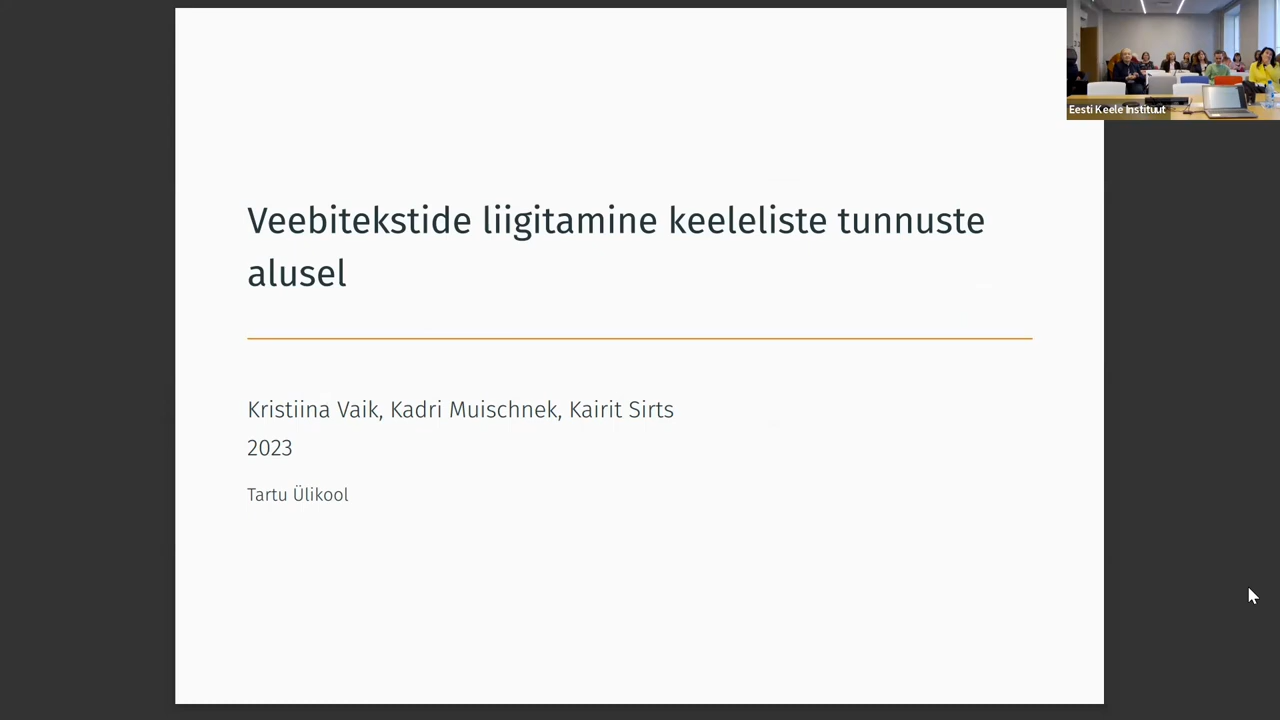 Eesti Keele Instituut
Veebitekstide liigitamine keeleliste tunnuste
alusel
Kristiina Vaik, Kadri Muischnek, Kairit Sirts
2023
Tartu Ülikool